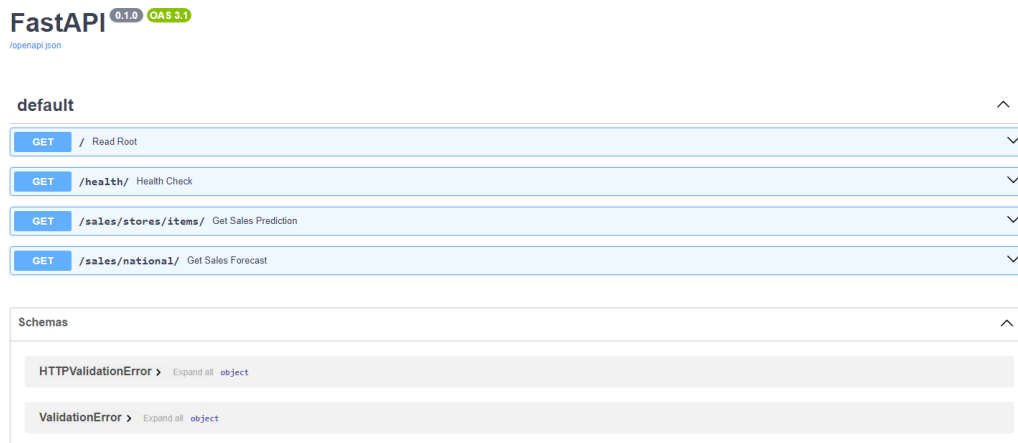 FastAPI 0.1.0 OAS 3.1
/openapi.json
default
GET / Read Root
GET /health/ Health Check
GET /sales/stores/items/ Get Sales Prediction
GET /sales/national/ Get Sales Forecast
Schemas
HTTPValidationError Expand all object
ValidationError Expand all object